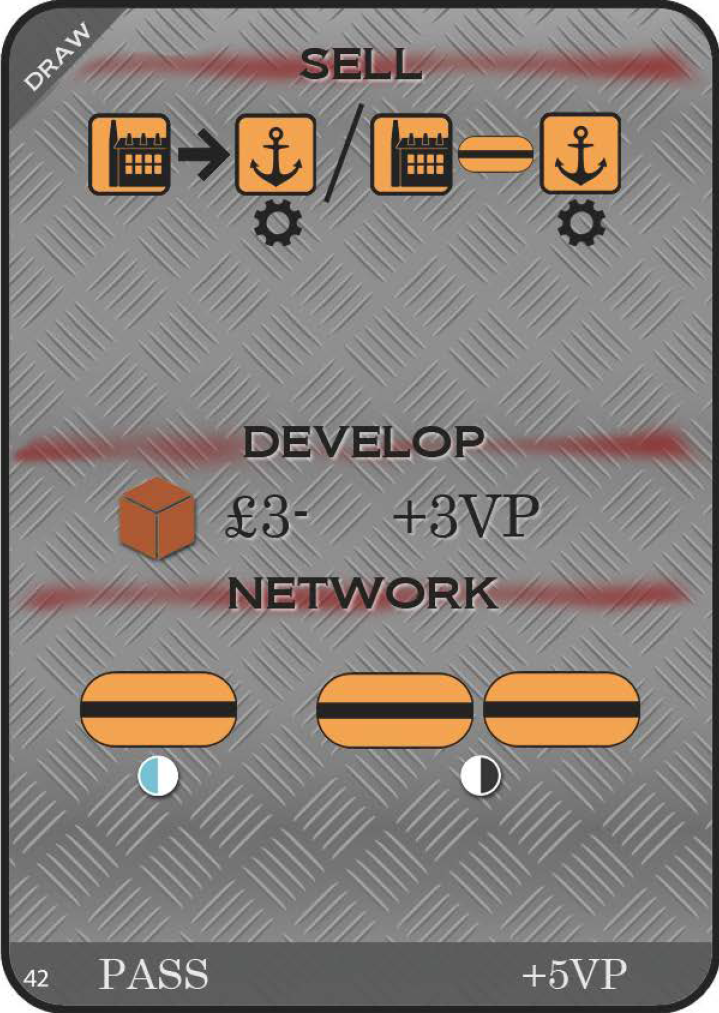 DRAW
SELL
DEVELOP
£3- +3VP
NETWORK
42 PASS +5VP